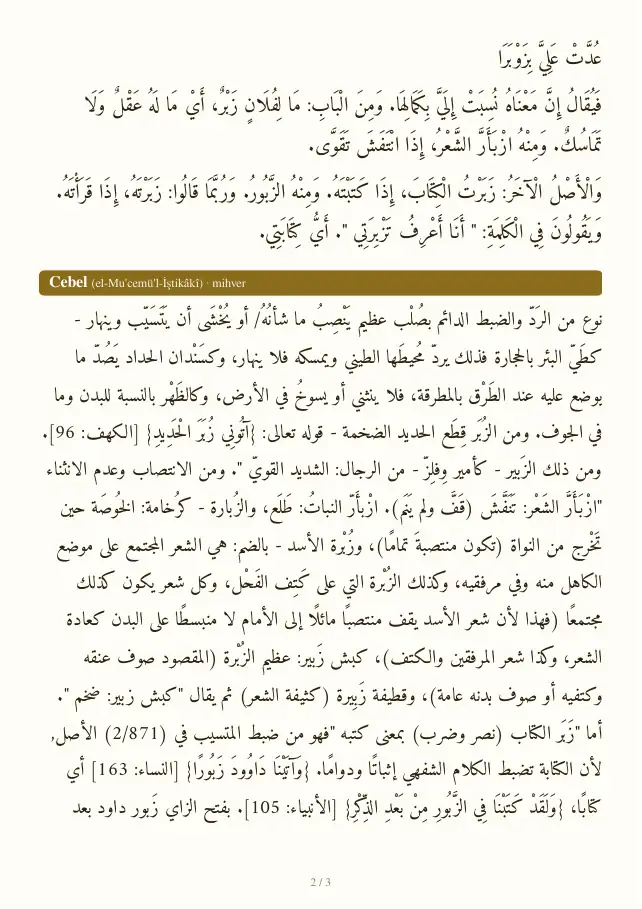 عُدَّتْ عَلِيَّ بِزَوْبَرَا
فَيُقَالُ إِنَّ مَعْنَاهُ نُسِبَتْ إِلَيَّ بِكَمَالِهَا. وَمِنَ الْبَابِ: مَا لِفُلَانٍ زَبْرٌ، أَيْ مَا لَهُ عَقْلٌ وَلَا
تَمَاسُكٌ. وَمِنْهُ ازْبَأَرَّ الشَّعْرُ، إِذَا انْتَفَشَ تَقَوَّى.
وَالْأَصْلُ الْآخَرُ: زَبَرْتُ الْكِتَابَ، إِذَا كَتَبْتَهُ. وَمِنْهُ الزَّبُورُ. وَرُبَّمَا قَالُوا: زَبَرْتَهُ، إِذَا قَرَأْتَهُ.
وَيَقُولُونَ فِي الْكَلِمَةِ: " أَنَا أَعْرِفُ تَزْبِرَتِي ". أَيْ كِتَابَتِي.
Cebel (el-Mu'cemü'l-İştikâkî) · mihver
نوع من الرَدّ والضبط الدائم بصُلْب عظيم يَنْصِبُ ما شأنُهُ/ أو يُخْشَى أن يَتَسَيّب وينهار -
كطَيّ البئر بالحجارة فذلك يردّ مُحيطَها الطيني ويمسكه فلا ينهار، وكسَنْدان الحداد يَصُدّ ما
يوضع عليه عند الطَرْق بالمطرقة، فلا ينثني أو يسوخُ في الأرض، وكالظَهْر بالنسبة للبدن وما
في الجوف. ومن الزُبَر قِطَع الحديد الضخمة - قوله تعالى: {آتُونِي زُبَرَ الْحَدِيدِ} [الكهف: 96].
ومن ذلك الزَبير - كأمير وفِلِزّ - من الرجال: الشديد القويّ ". ومن الانتصاب وعدم الانثناء
"ازْبَأَرَّ الشَعْر: تَنَفَّشَ (قَفَّ ولم يَنَم). ازبأرّ النباتُ: طَلَع، والزُبارة - كرُخامة: الخُوصَة حين
تَخْرج من النواة (تكون منتصبةَ تمامًا)، وزُبْرة الأسد - بالضم: هي الشعر المجتمع على موضع
الكاهل منه وفي مرفقيه، وكذلك الزُبْرة التي على كَتِف الفَحْل، وكل شعر يكون كذلك
مجتمعًا (فهذا لأن شعر الأسد يقف منتصبًا مائلًا إلى الأمام لا منبسطًا على البدن كعادة
الشعر، وكذا شعر المرفقين والكتف)، كبش زَبير: عظيم الزُبْرة (المقصود صوف عنقه
وكتفيه أو صوف بدنه عامة)، وقطيفة زَبِيرة (كثيفة الشعر) ثم يقال "كبش زبير: ضخم ".
أما "زَبَر الكتاب (نصر وضرب) بمعنى كتبه "فهو من ضبط المتسيب في (2/871) الأصل,
لأن الكتابة تضبط الكلام الشفهي إثباتًا ودوامًا. {وَآتَيْنَا دَاوُودَ زَبُورًا} [النساء: 163] أي
كتابًا، {وَلَقَدْ كَتَبْنَا فِي الزَّبُورِ مِنْ بَعْدِ الذِّكْرِ} [الأنبياء: 105]. بفتح الزاي زَبور داود بعد
2 / 3